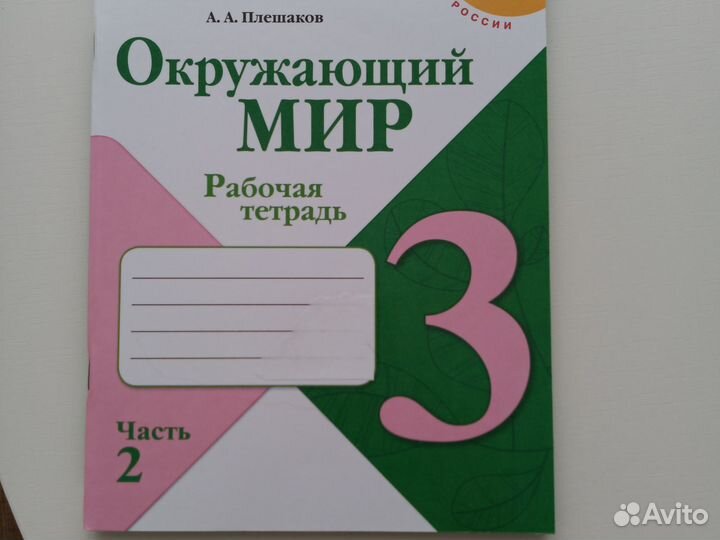 РОССИИ
А. А. Плешаков
Окружающий
МИР
Рабочая
тетрадь
3
Часть
2
Avito